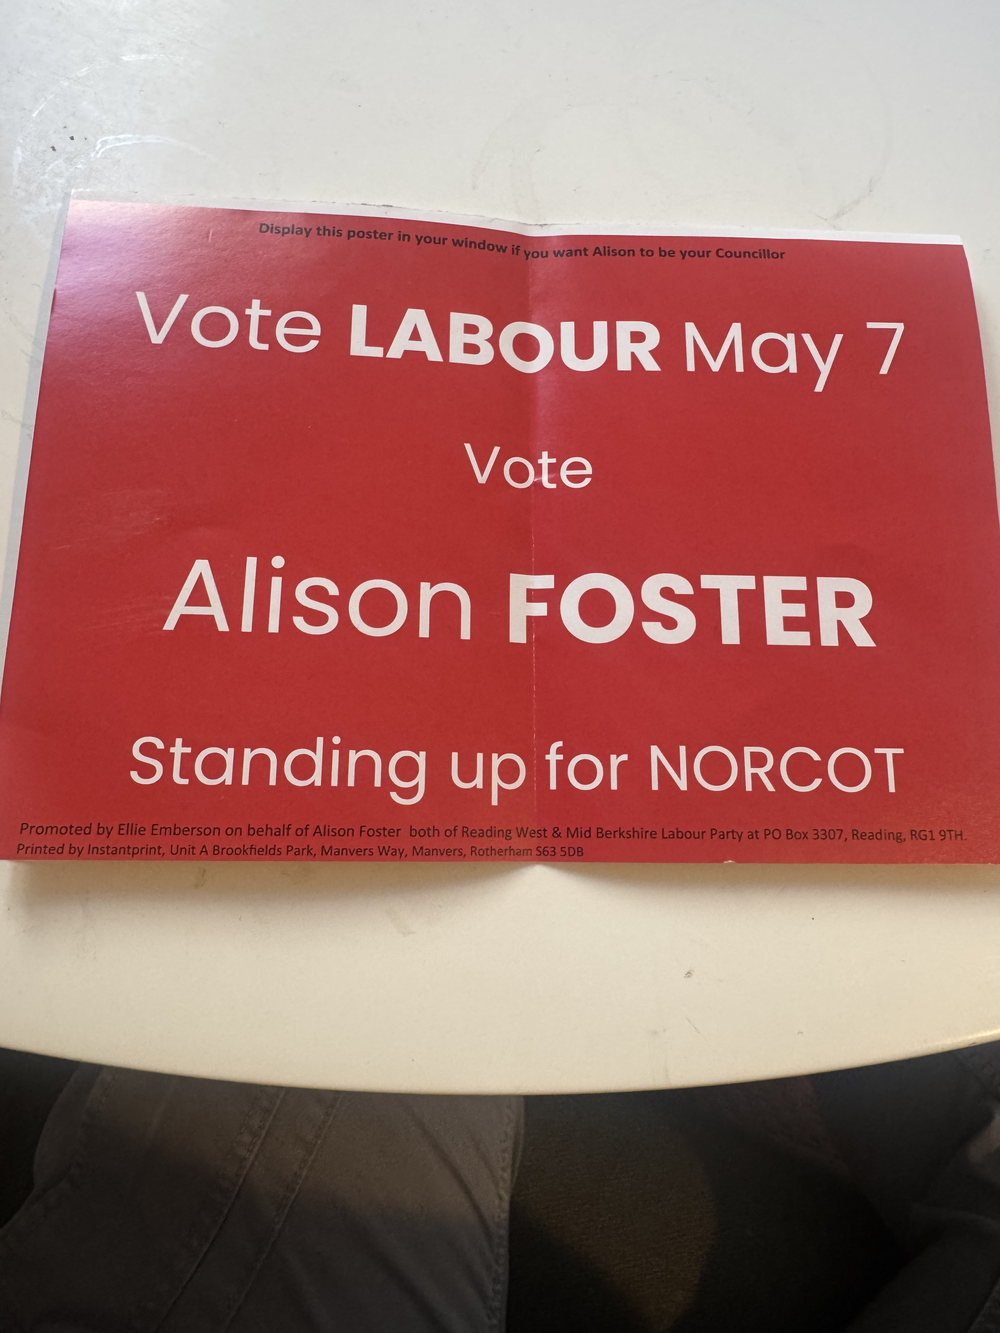 Display this poster in your window if you want Alison to be your Councillor
Vote LABOUR May 7
Vote
Alison FOSTER
Standing up for NORCOT
Promoted by Ellie Emberson on behalf of Alison Foster both of Reading West & Mid Berkshire Labour Party at PO Box 3307, Reading, RG1 9TH.
Printed by Instantprint, Unit A Brookfields Park, Manvers Way, Manvers, Rotherham S63 5DB